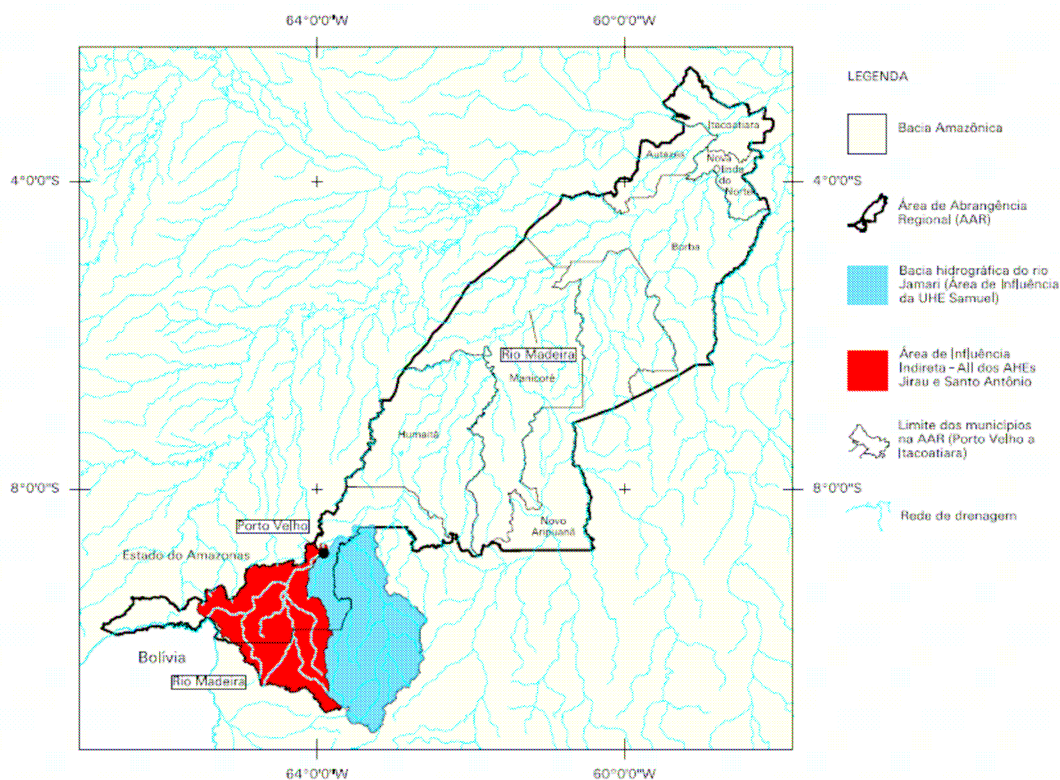 64°0'0"W
60°0'0"W
LEGENDA
Bacia Amazônica
Área de Abrangência
Regional (AAR)
Bacia hidrográfica do rio
Jamari (Área de Influência
da UHE Samuel)
Área de Influência
Indireta - AII dos AHEs
Jirau e Santo Antônio
Limite dos municípios
na AAR (Porto Velho a
Itacoatiara)
Rede de drenagem
Itacoatiara
Autazes
Nova
Olinda
do
Norte
4°0'0"S
4°0'0"S
Borba
Rio Madeira
Manicoré
Humaitá
8°0'0"S
8°0'0"S
Novo
Aripuanã
Porto Velho
Estado do Amazonas
Bolívia
Rio Madeira
64°0'0"W
60°0'0"W